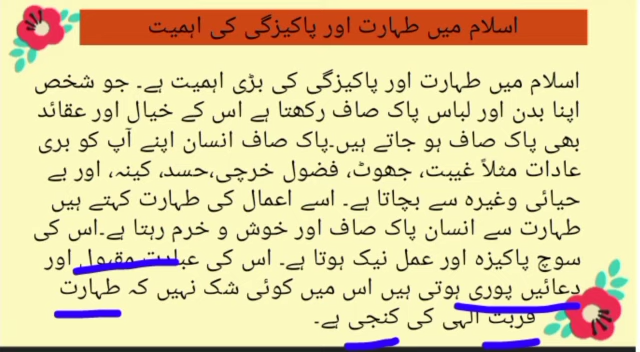 اسلام میں طہارت اور پاکیزگی کی اہمیت
اسلام میں طہارت اور پاکیزگی کی بڑی اہمیت ہے۔ جو شخص
اپنا بدن اور لباس پاک صاف رکھتا ہے اس کے خیال اور عقائد
بھی پاک صاف ہو جاتے ہیں۔پاک صاف انسان اپنے آپ کو بری
عادات مثلاً غیبت، جھوٹ، فضول خرچی،حسد، کینہ، اور بے
حیائی وغیرہ سے بچاتا ہے۔ اسے اعمال کی طہارت کہتے ہیں
طہارت سے انسان پاک صاف اور خوش و خرم رہتا ہے۔اس کی
سوچ پاکیزہ اور عمل نیک ہوتا ہے۔ اس کی عبادت مقبول اور
دعائیں پوری ہوتی ہیں اس میں کوئی شک نہیں کہ طہارت
قربت الہی کی کنجی ہے۔